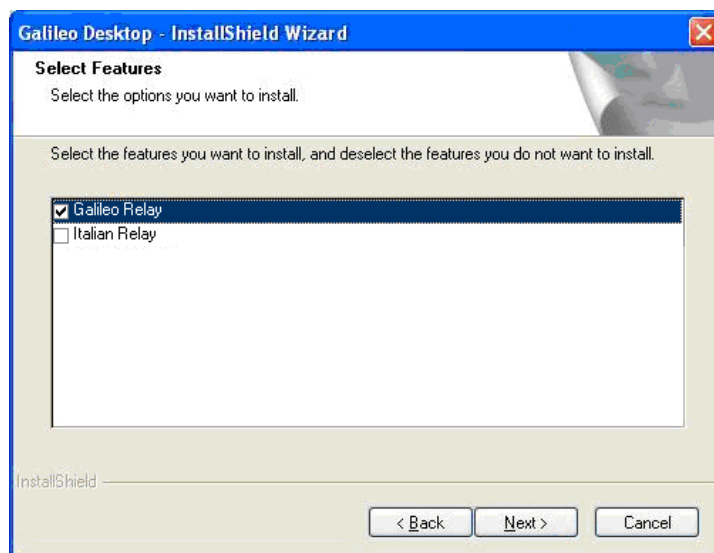 Galileo Desktop - InstallShield Wizard
Select Features
Select the options you want to install.
Select the features you want to install, and deselect the features you do not want to install.
Galileo Relay
Italian Relay
InstallShield
< Back
Next >
Cancel